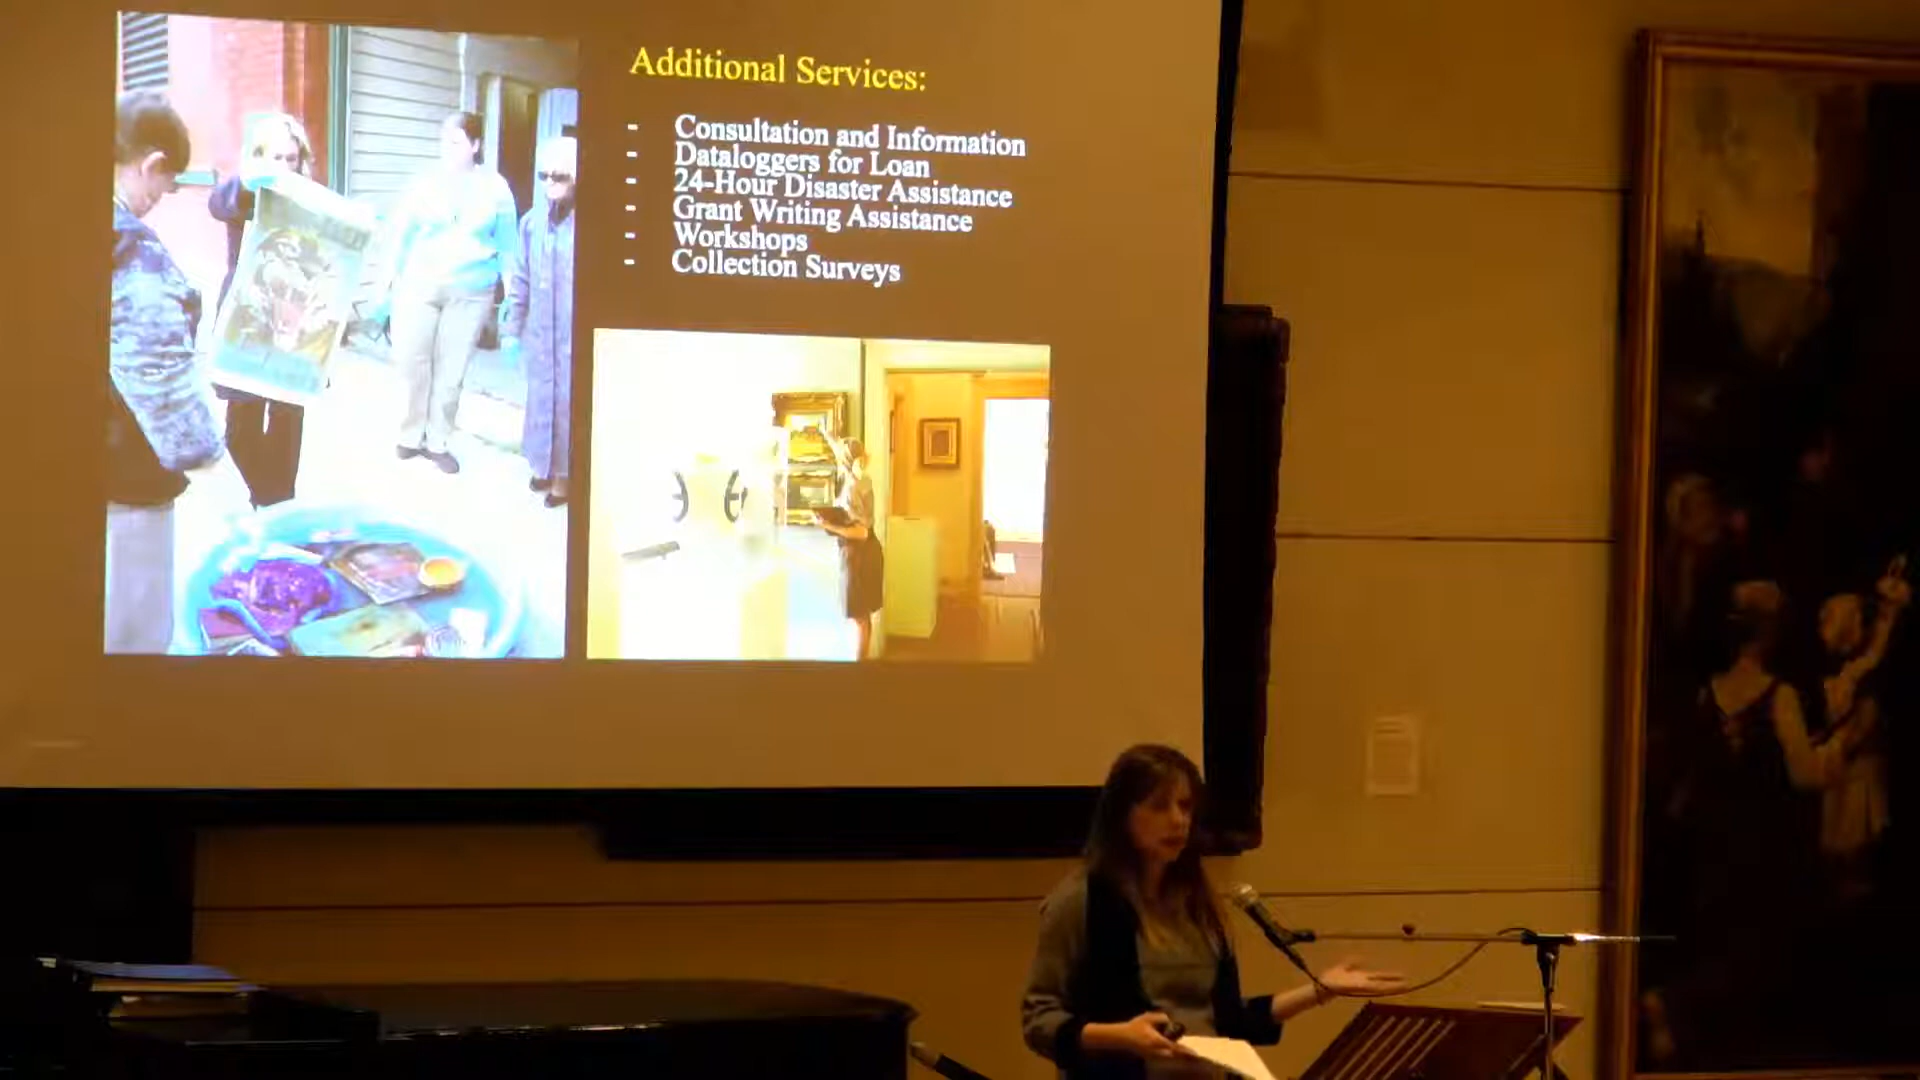 Additional Services:
- Consultation and Information
- Dataloggers for Loan
- 24-Hour Disaster Assistance
- Grant Writing Assistance
- Workshops
- Collection Surveys